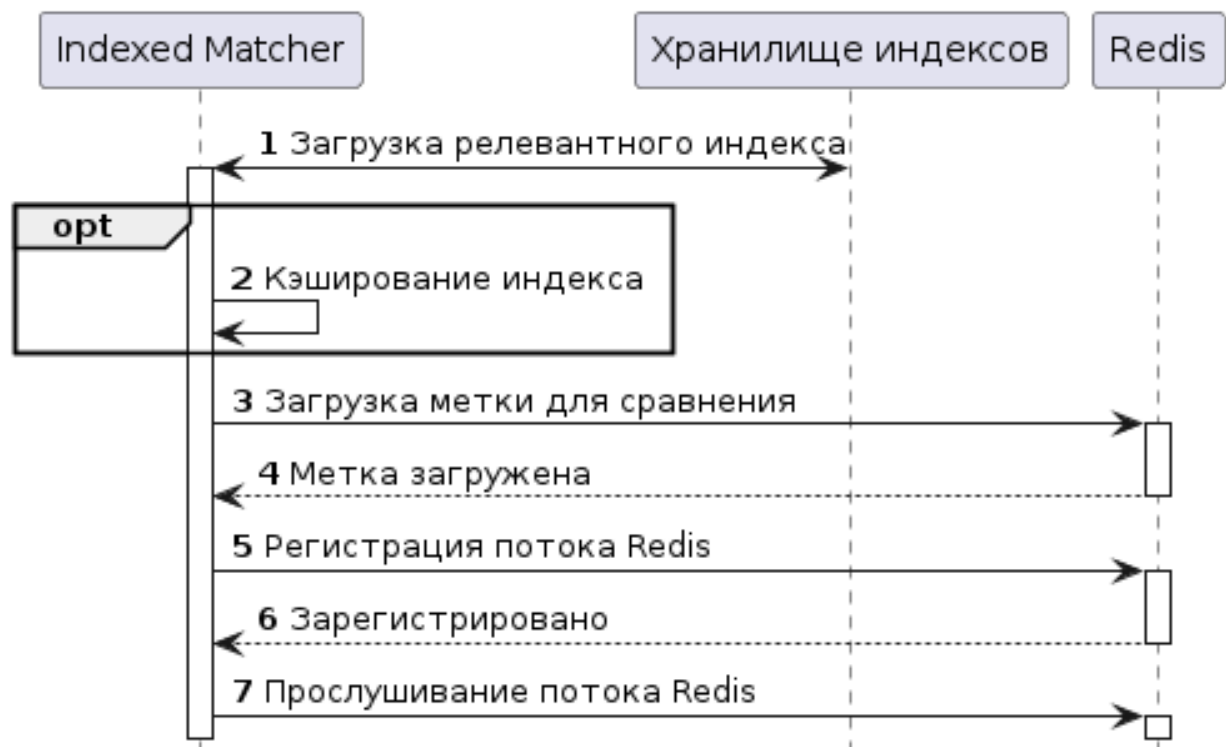 Indexed Matcher
Хранилище индексов
Redis
1 Загрузка релевантного индекса
opt
2 Кэширование индекса
3 Загрузка метки для сравнения
4 Метка загружена
5 Регистрация потока Redis
6 Зарегистрировано
7 Прослушивание потока Redis